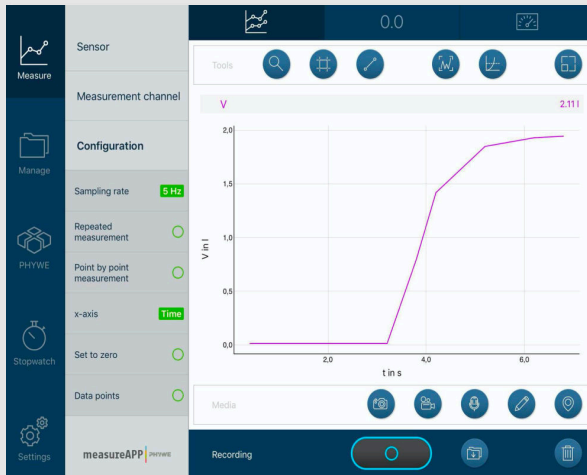 0.0
Measure
Manage
PHYWE
Stopwatch
Settings
Sensor
Measurement channel
Configuration
Sampling rate 5 Hz
Repeated
measurement
Point by point
measurement
x-axis Time
Set to zero
Data points
measureAPP PHYWE
Tools
V 2.11 l
2,0
1,5
1,0
0,5
0,0
V in l
2,0 4,0 6,0
t in s
Media
Recording